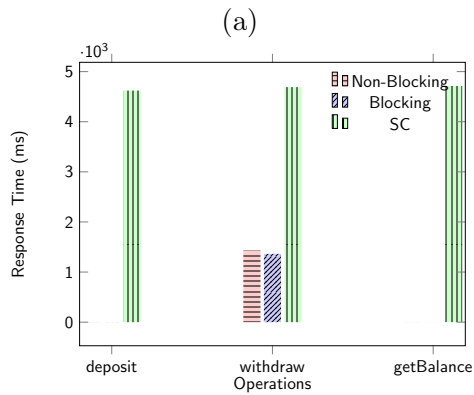 (a)
·10³
5
4
3
2
1
0
Response Time (ms)
Non-Blocking
Blocking
SC
deposit withdraw getBalance
Operations